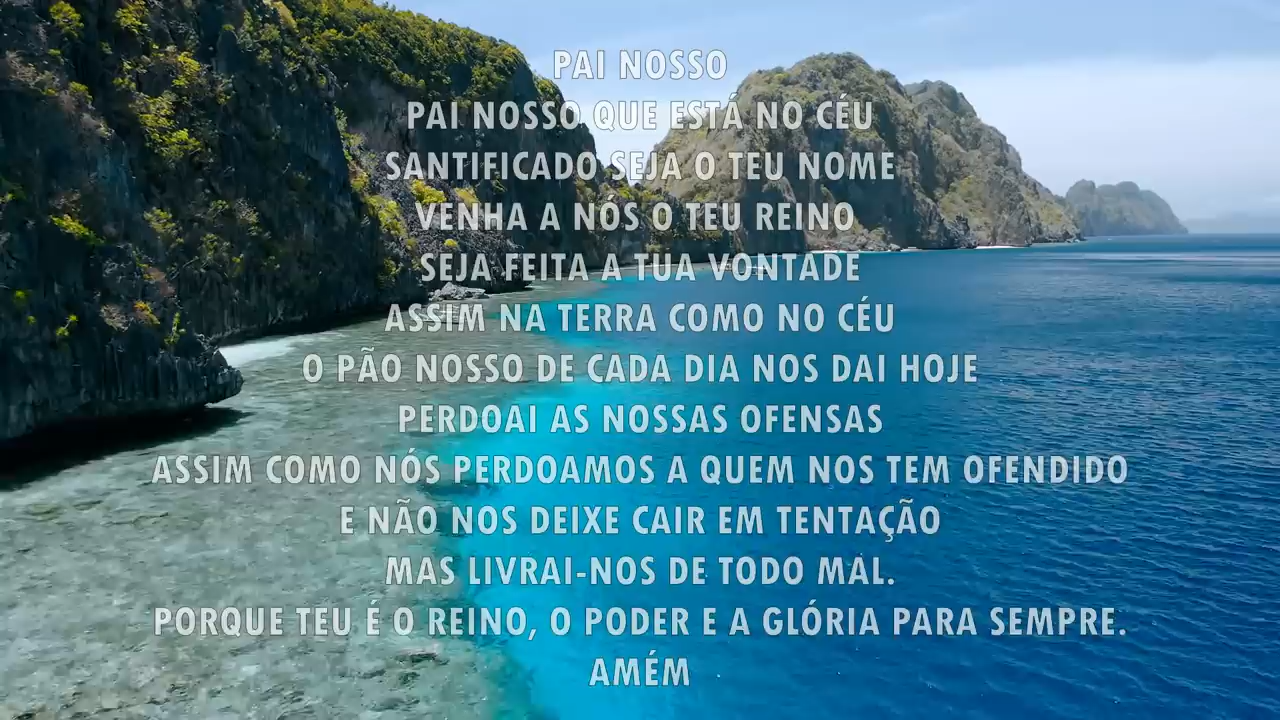 PAI NOSSO
PAI NOSSO QUE ESTÁ NO CÉU
SANTIFICADO SEJA O TEU NOME
VENHA A NÓS O TEU REINO
SEJA FEITA A TUA VONTADE
ASSIM NA TERRA COMO NO CÉU
O PÃO NOSSO DE CADA DIA NOS DAI HOJE
PERDOAI AS NOSSAS OFENSAS
ASSIM COMO NÓS PERDOAMOS A QUEM NOS TEM OFENDIDO
E NÃO NOS DEIXE CAIR EM TENTAÇÃO
MAS LIVRAI-NOS DE TODO MAL.
PORQUE TEU É O REINO, O PODER E A GLÓRIA PARA SEMPRE.
AMÉM